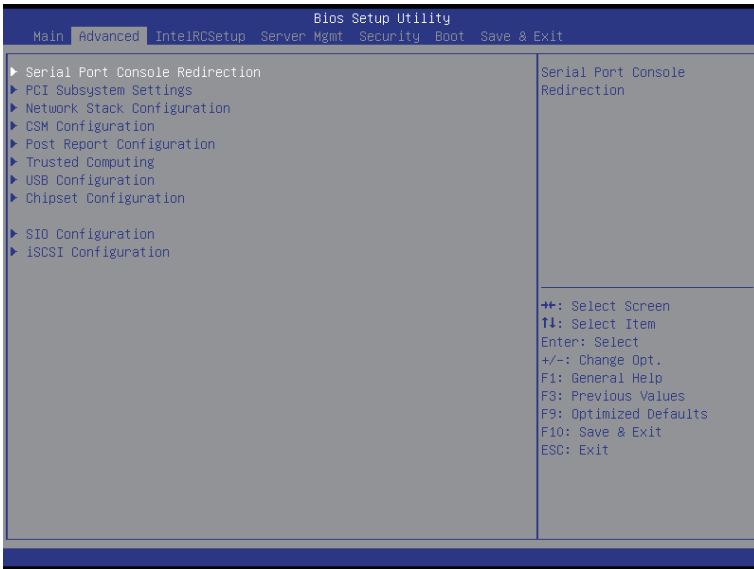 Bios Setup Utility
Main Advanced IntelRCSetup Server Mgmt Security Boot Save & Exit
Serial Port Console Redirection
PCI Subsystem Settings
Network Stack Configuration
CSM Configuration
Post Report Configuration
Trusted Computing
USB Configuration
Chipset Configuration
SIO Configuration
iSCSI Configuration
Serial Port Console
Redirection
→←: Select Screen
↑↓: Select Item
Enter: Select
+/-: Change Opt.
F1: General Help
F3: Previous Values
F9: Optimized Defaults
F10: Save & Exit
ESC: Exit